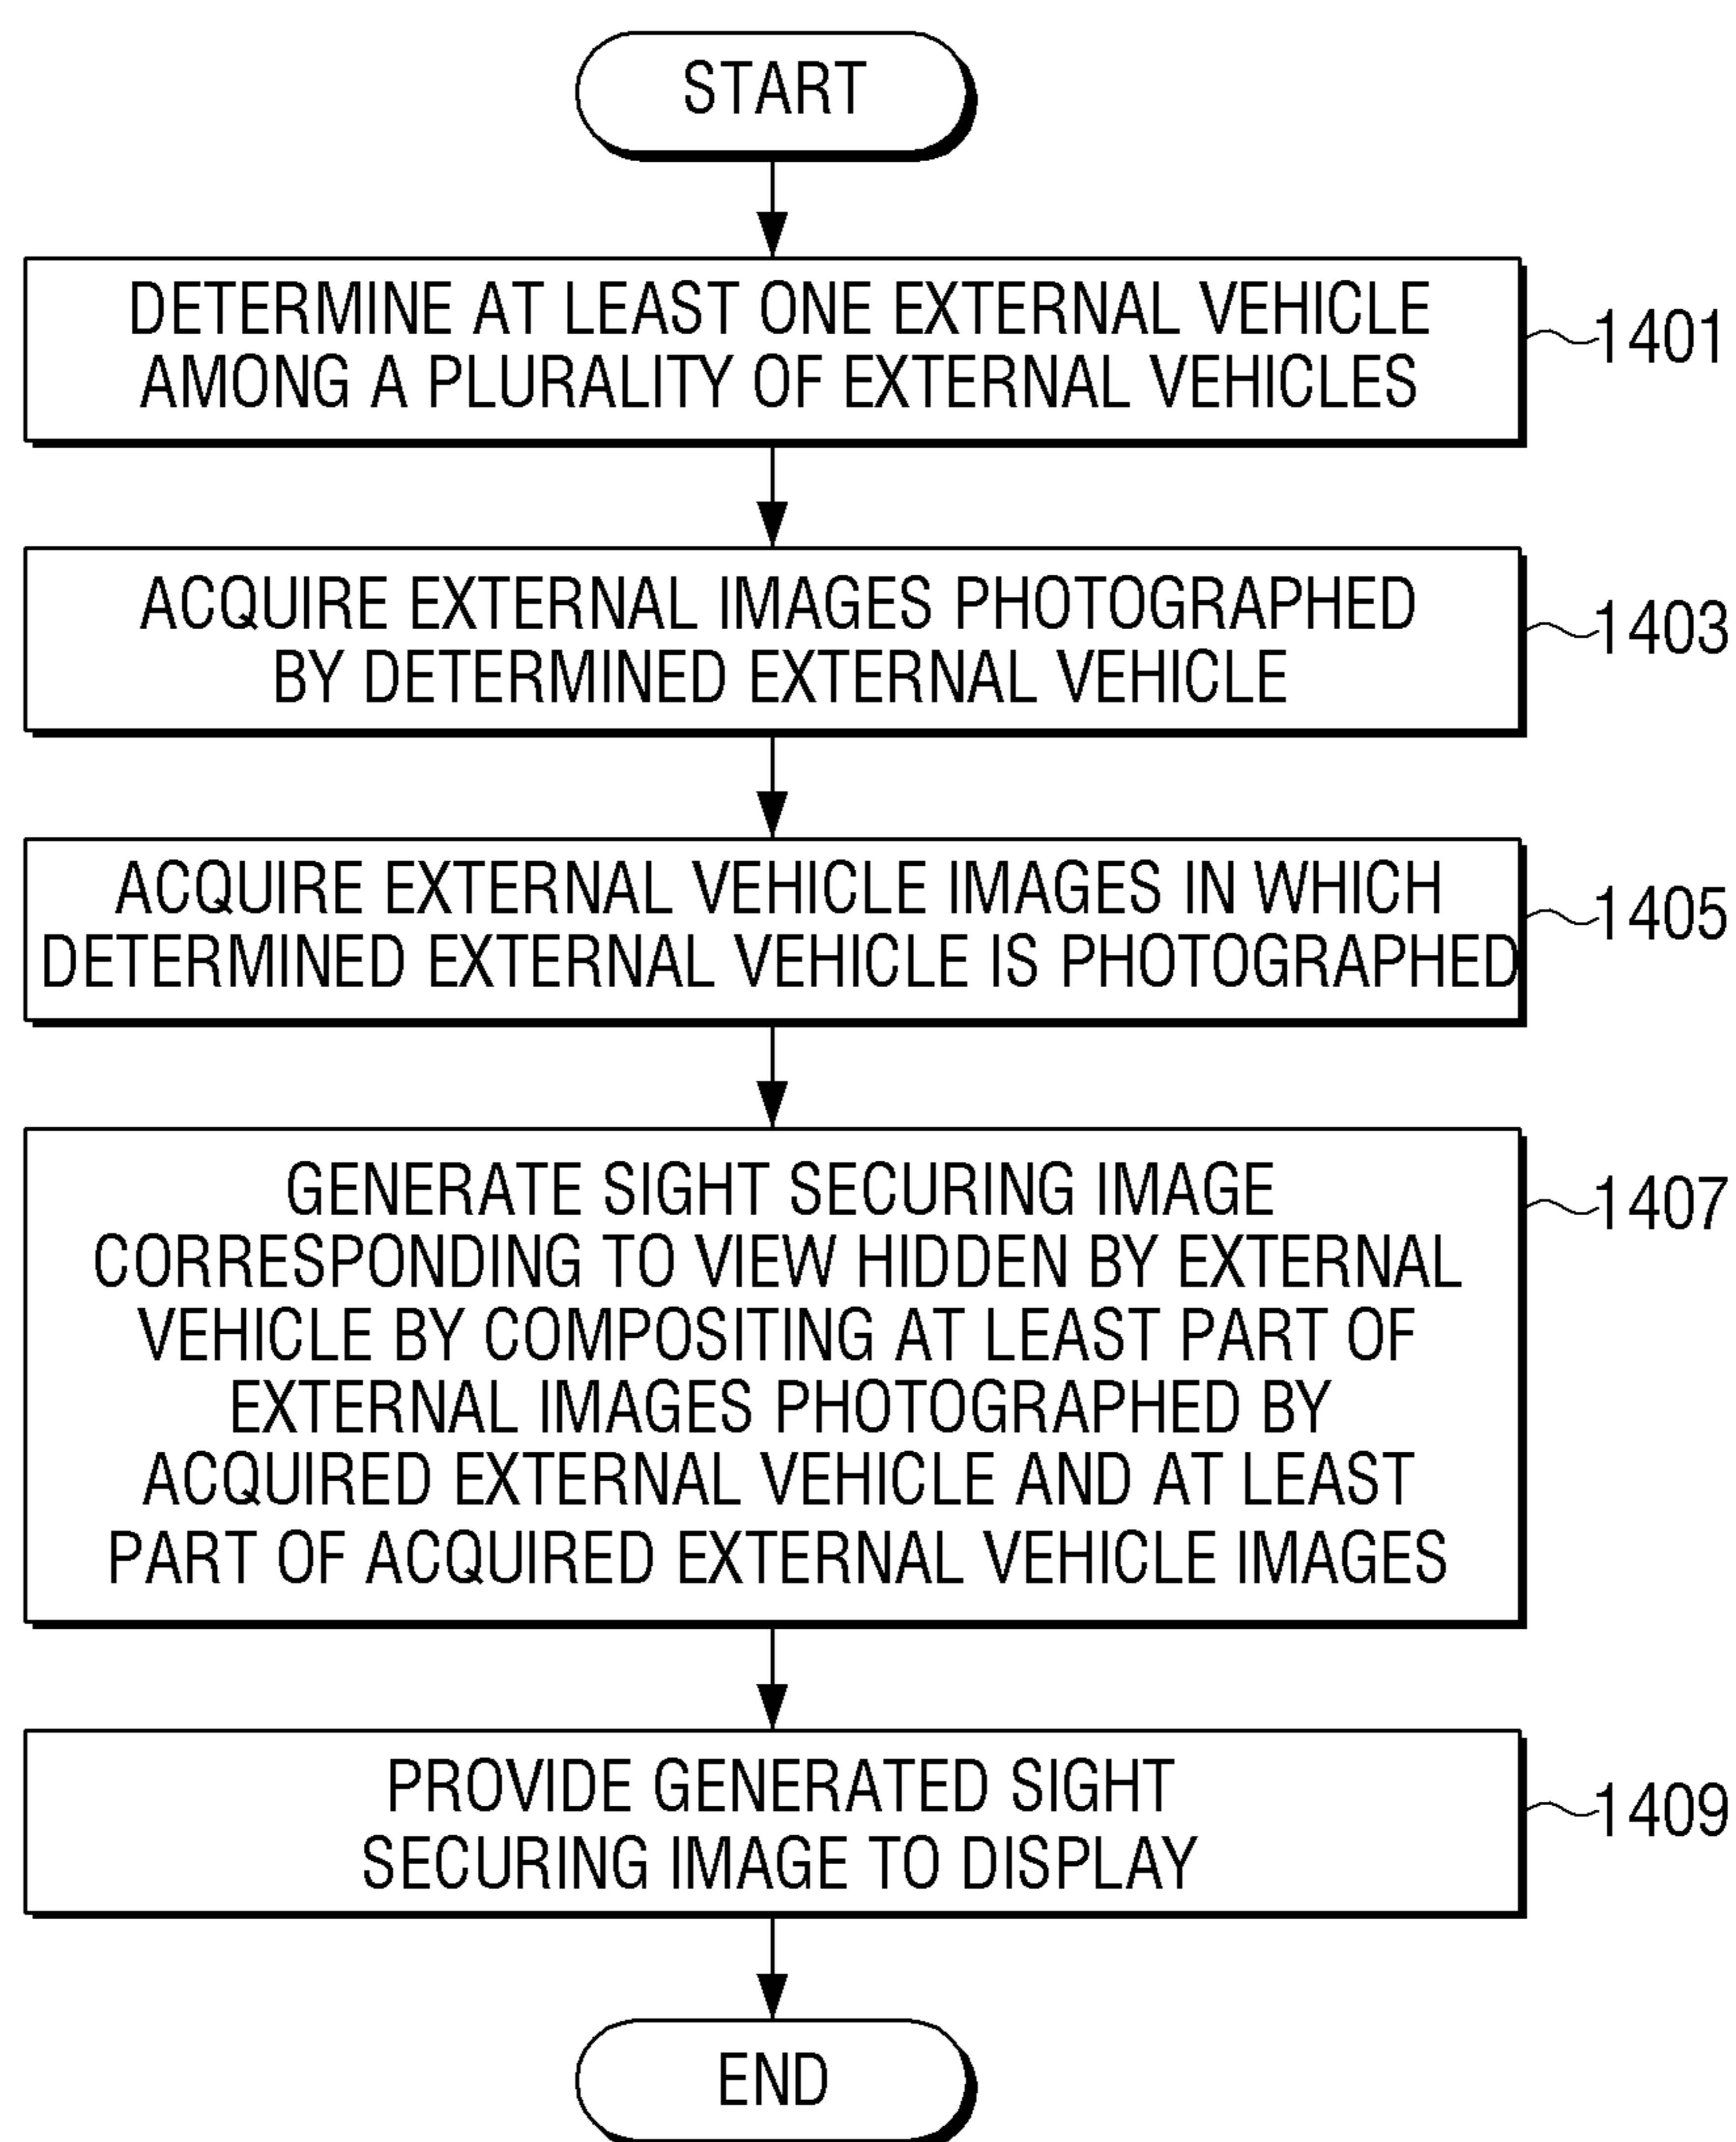 START
DETERMINE AT LEAST ONE EXTERNAL VEHICLE
AMONG A PLURALITY OF EXTERNAL VEHICLES
1401
ACQUIRE EXTERNAL IMAGES PHOTOGRAPHED
BY DETERMINED EXTERNAL VEHICLE
1403
ACQUIRE EXTERNAL VEHICLE IMAGES IN WHICH
DETERMINED EXTERNAL VEHICLE IS PHOTOGRAPHED
1405
GENERATE SIGHT SECURING IMAGE
CORRESPONDING TO VIEW HIDDEN BY EXTERNAL
VEHICLE BY COMPOSITING AT LEAST PART OF
EXTERNAL IMAGES PHOTOGRAPHED BY
ACQUIRED EXTERNAL VEHICLE AND AT LEAST
PART OF ACQUIRED EXTERNAL VEHICLE IMAGES
1407
PROVIDE GENERATED SIGHT
SECURING IMAGE TO DISPLAY
1409
END